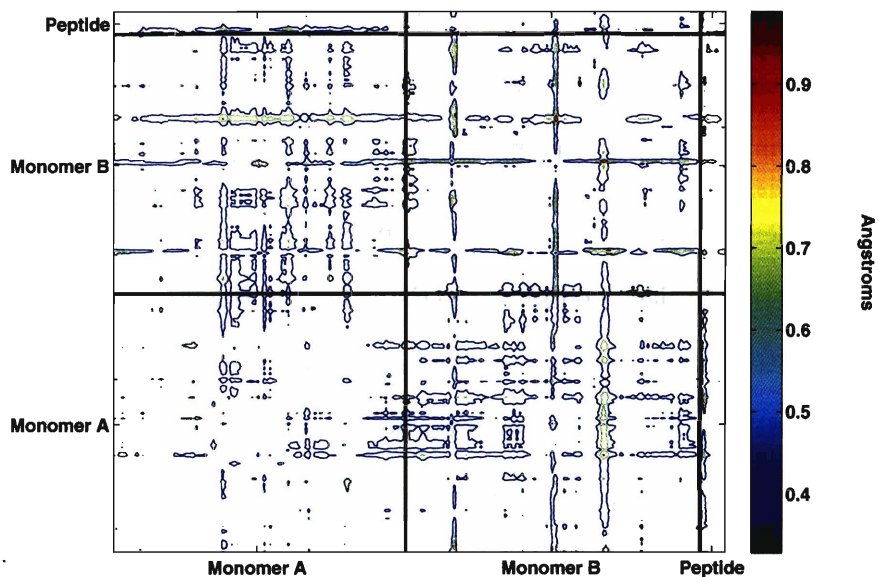 Peptide
Monomer B
Monomer A
Monomer A
Monomer B
Peptide
0.9
0.8
0.7
0.6
0.5
0.4
Angstroms